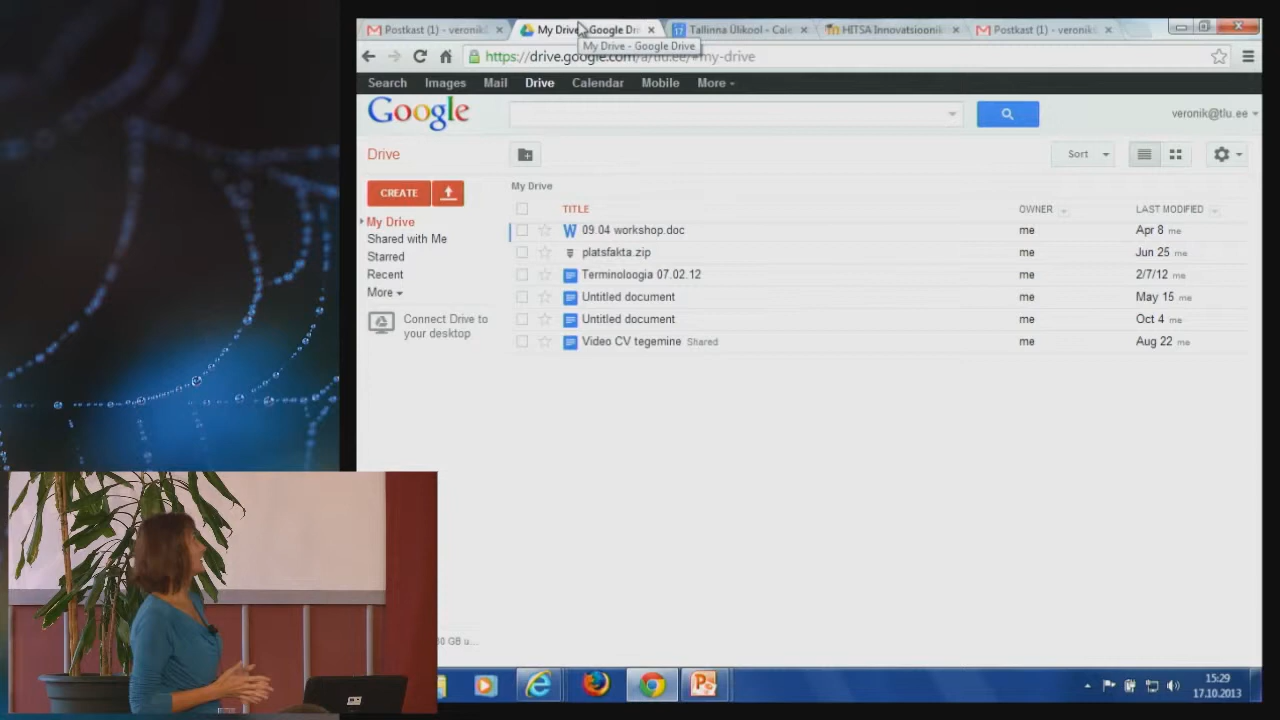 Postkast (1) - veronik
My Drive - Google Dri
Tallinna Ülikool - Cale
HITSA Innovatsioonik
Postkast (1) - veronik
My Drive - Google Drive
https://drive.google.com/a/tlu.ee/#my-drive
Search Images Mail Drive Calendar Mobile More
Google
veronik@tlu.ee
Drive
Sort
CREATE
My Drive
Shared with Me
Starred
Recent
More
Connect Drive to
your desktop
My Drive
TITLE OWNER LAST MODIFIED
09.04 workshop.doc me Apr 8 me
platsfakta.zip me Jun 25 me
Terminoloogia 07.02.12 me 2/7/12 me
Untitled document me May 15 me
Untitled document me Oct 4 me
Video CV tegemine Shared me Aug 22 me
GB u...
15:29
17.10.2013